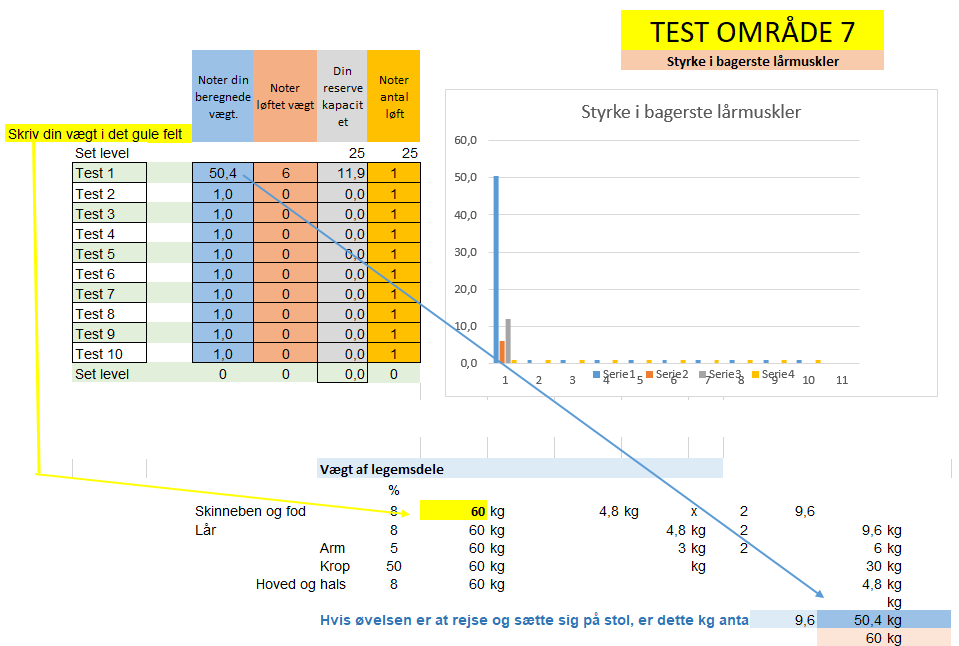 TEST OMRÅDE 7
Styrke i bagerste lårmuskler
Noter din beregnede vægt.
Noter løftet vægt
Din reserve kapacit et
Noter antal løft
Skriv din vægt i det gule felt
Set level 25 25
Test 1 50,4 6 11,9 1
Test 2 1,0 0 0,0 1
Test 3 1,0 0 0,0 1
Test 4 1,0 0 0,0 1
Test 5 1,0 0 0,0 1
Test 6 1,0 0 0,0 1
Test 7 1,0 0 0,0 1
Test 8 1,0 0 0,0 1
Test 9 1,0 0 0,0 1
Test 10 1,0 0 0,0 1
Set level 0 0 0,0 0
Styrke i bagerste lårmuskler
60,0
50,0
40,0
30,0
20,0
10,0
0,0
Serie1 Serie2 Serie3 Serie4
1 2 3 4 5 6 7 8 9 10 11
Vægt af legemsdele
%
Skinneben og fod 8 60 kg 4,8 kg x 2 9,6
Lår 8 60 kg 4,8 kg 2 9,6 kg
Arm 5 60 kg 3 kg 2 6 kg
Krop 50 60 kg kg 30 kg
Hoved og hals 8 60 kg 4,8 kg
kg
Hvis øvelsen er at rejse og sætte sig på stol, er dette kg anta 9,6 50,4 kg
60 kg